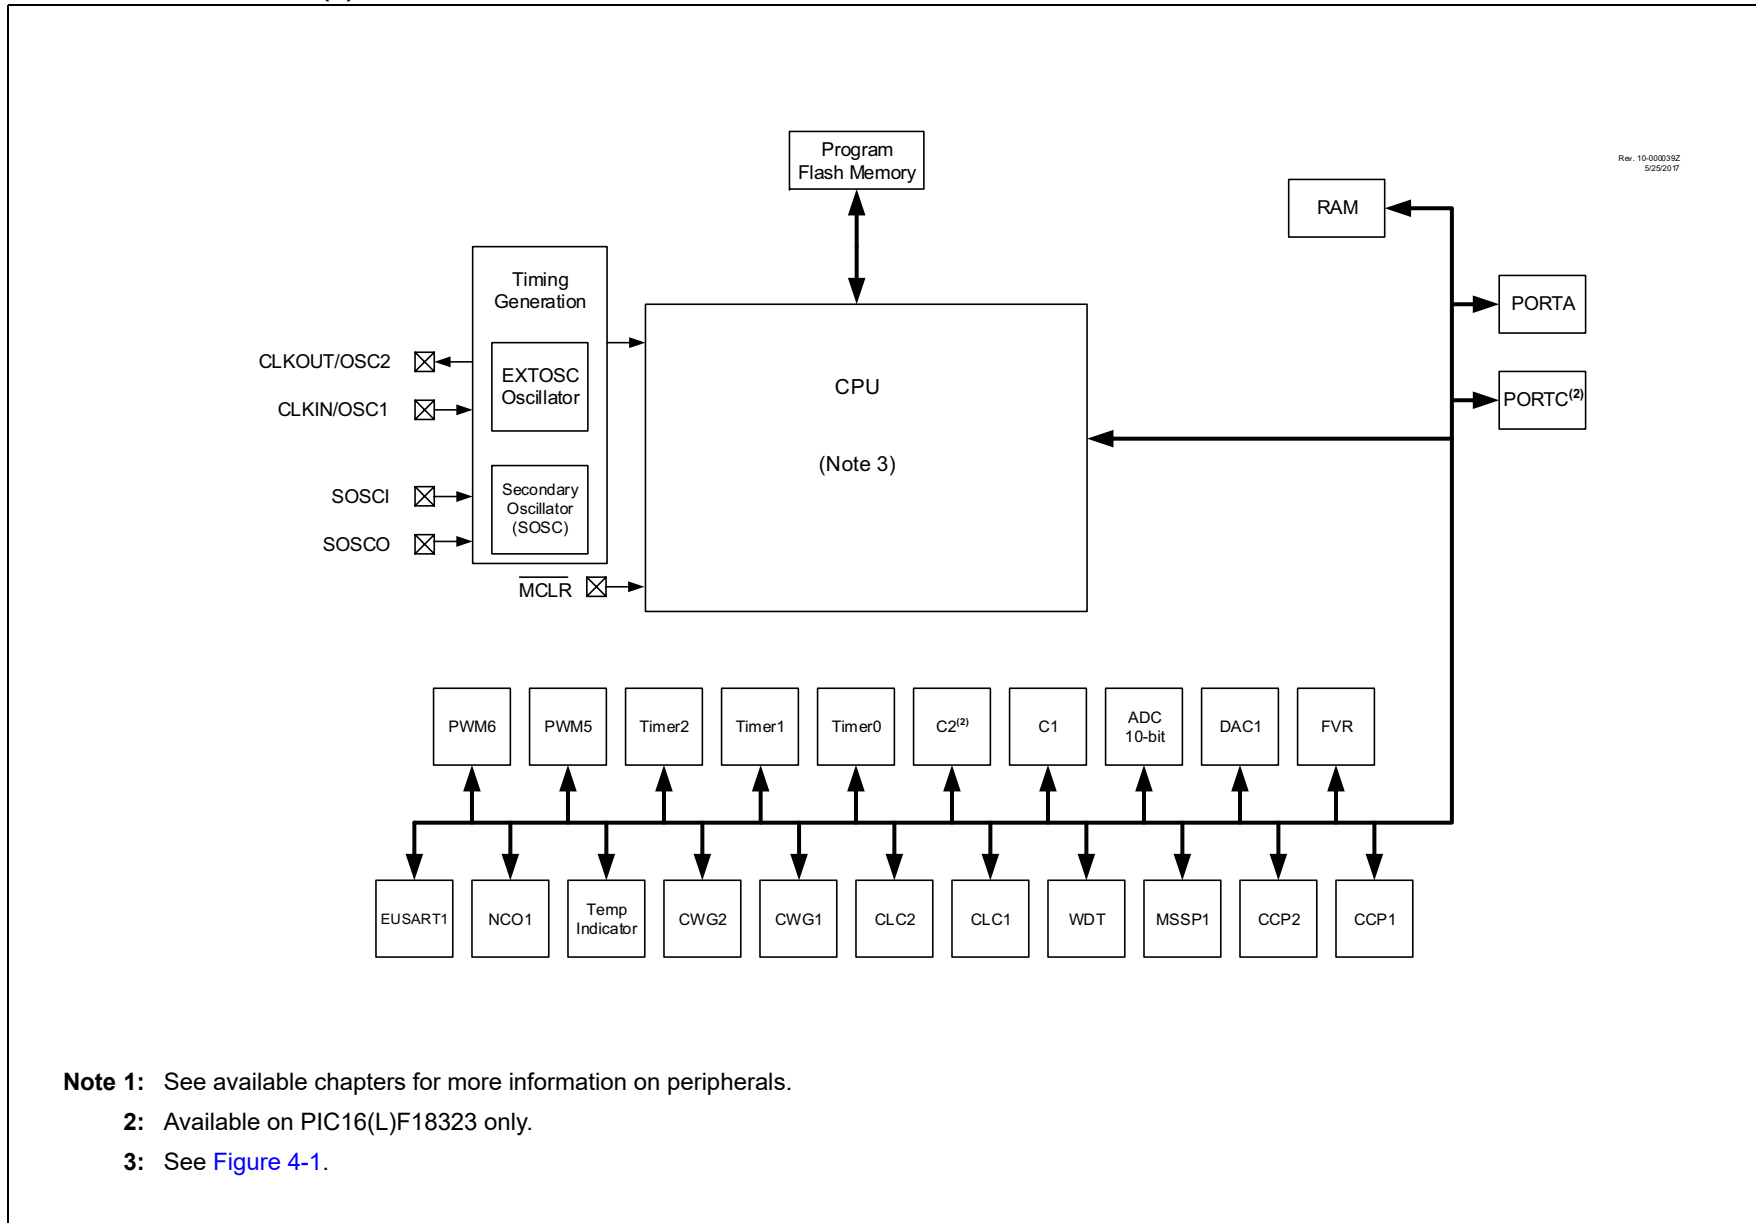 Program
Flash Memory
Rev. 10-000039Z
5/25/2017
RAM
Timing
Generation
PORTA
CLKOUT/OSC2
EXTOSC
Oscillator
CPU
PORTC(2)
CLKIN/OSC1
(Note 3)
SOSCI
Secondary
Oscillator
(SOSC)
SOSCO
MCLR
PWM6
PWM5
Timer2
Timer1
Timer0
C2(2)
C1
ADC
10-bit
DAC1
FVR
EUSART1
NCO1
Temp
Indicator
CWG2
CWG1
CLC2
CLC1
WDT
MSSP1
CCP2
CCP1
Note 1: See available chapters for more information on peripherals.
2: Available on PIC16(L)F18323 only.
3: See Figure 4-1.